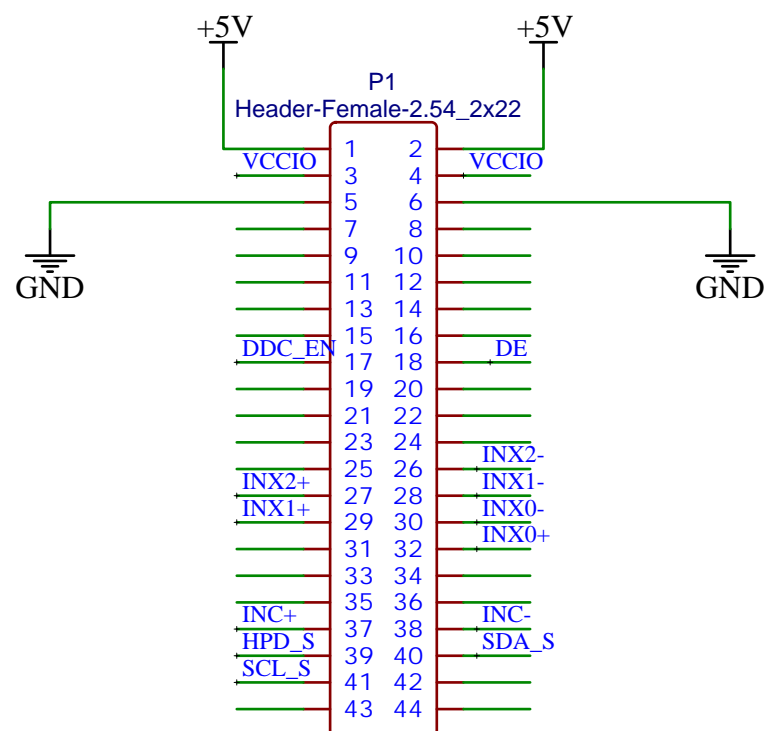 +5V +5V
P1
Header-Female-2.54_2x22
1 2
VCCIO VCCIO
3 4
5 6
7 8
GND 9 10 GND
11 12
13 14
15 16
DDC_EN DE
17 18
19 20
21 22
23 24
INX2-
25 26
INX2+ INX1-
27 28
INX1+ INX0-
29 30
INX0+
31 32
33 34
35 36
INC+ INC-
37 38
HPD_S SDA_S
39 40
SCL_S
41 42
43 44